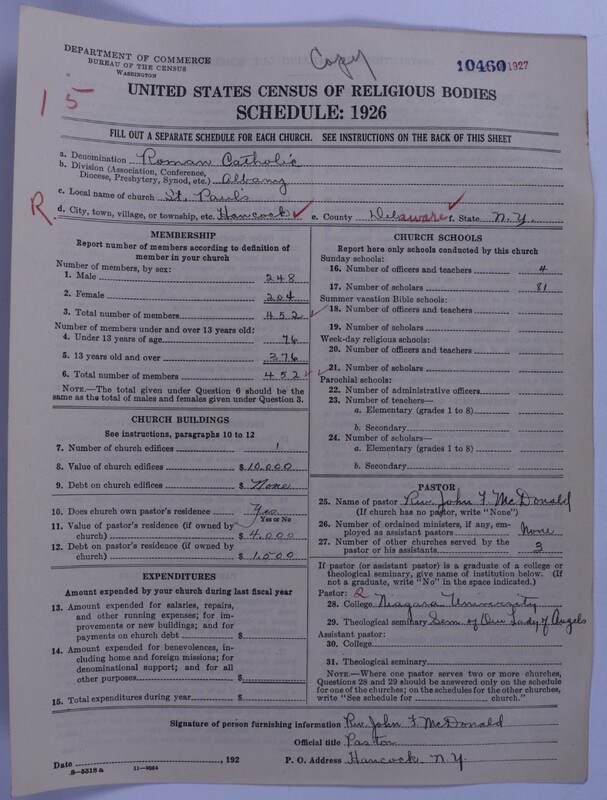 DEPARTMENT OF COMMERCE
BUREAU OF THE CENSUS
WASHINGTON
Copy
10460 1927
15
UNITED STATES CENSUS OF RELIGIOUS BODIES
SCHEDULE: 1926
FILL OUT A SEPARATE SCHEDULE FOR EACH CHURCH. SEE INSTRUCTIONS ON THE BACK OF THIS SHEET
a. Denomination Roman Catholic
b. Division (Association, Conference, Diocese, Presbytery, Synod, etc.) Albany
c. Local name of church St. Paul's
R
d. City, town, village, or township, etc. Hancock e. County Delaware f. State N.Y.
MEMBERSHIP
Report number of members according to definition of
member in your church
Number of members, by sex:
1. Male 248
2. Female 204
3. Total number of members 452
Number of members under and over 13 years old:
4. Under 13 years of age 76
5. 13 years old and over 376
6. Total number of members 452
NOTE.—The total given under Question 6 should be
same as the total of males and females given under Question 3.
CHURCH BUILDINGS
See instructions, paragraphs 10 to 12
7. Number of church edifices 1
8. Value of church edifices $10,000
9. Debt on church edifices $ None
10. Does church own pastor's residence Yes
Yes or No
11. Value of pastor's residence (if owned by
church) $ 4,000
12. Debt on pastor's residence (if owned by
church) $ 1,500
EXPENDITURES
Amount expended by your church during last fiscal year
13. Amount expended for salaries, repairs,
and other running expenses; for im-
provements or new buildings; and for
payments on church debt $
14. Amount expended for benevolences, in-
cluding home and foreign missions; for
denominational support; and for all
other purposes $
15. Total expenditures during year $
CHURCH SCHOOLS
Report here only schools conducted by this church
Sunday schools:
16. Number of officers and teachers 4
17. Number of scholars 81
Summer vacation Bible schools:
18. Number of officers and teachers
19. Number of scholars
Week-day religious schools:
20. Number of officers and teachers
21. Number of scholars
Parochial schools:
22. Number of administrative officers
23. Number of teachers—
a. Elementary (grades 1 to 8)
b. Secondary
24. Number of scholars—
a. Elementary (grades 1 to 8)
b. Secondary
PASTOR
25. Name of pastor Rev. John F. McDonald
(If church has no pastor, write "None")
26. Number of ordained ministers, if any, em-
ployed as assistant pastors None
27. Number of other churches served by the
pastor or his assistants 3
If pastor (or assistant pastor) is a graduate of a college or
theological seminary, give name of institution below. (If
not a graduate, write "No" in the space indicated.)
Pastor:
28. College Niagara University
29. Theological seminary Sem. of Our Lady of Angels
Assistant pastor:
30. College
31. Theological seminary
NOTE.—Where one pastor serves two or more churches,
Questions 28 and 29 should be answered only on the schedule
for one of the churches; on the schedules for the other churches,
write "See schedule for church."
Signature of person furnishing information Rev. John F. McDonald
Official title Pastor
Date , 192 P. O. Address Hancock, N.Y.
8-5518a 11-9034